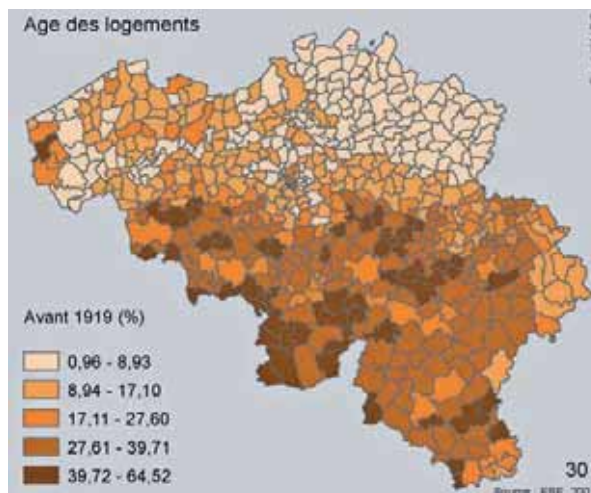 Age des logements
Avant 1919 (%)
0,96 - 8,93
8,94 - 17,10
17,11 - 27,60
27,61 - 39,71
39,72 - 64,52
30